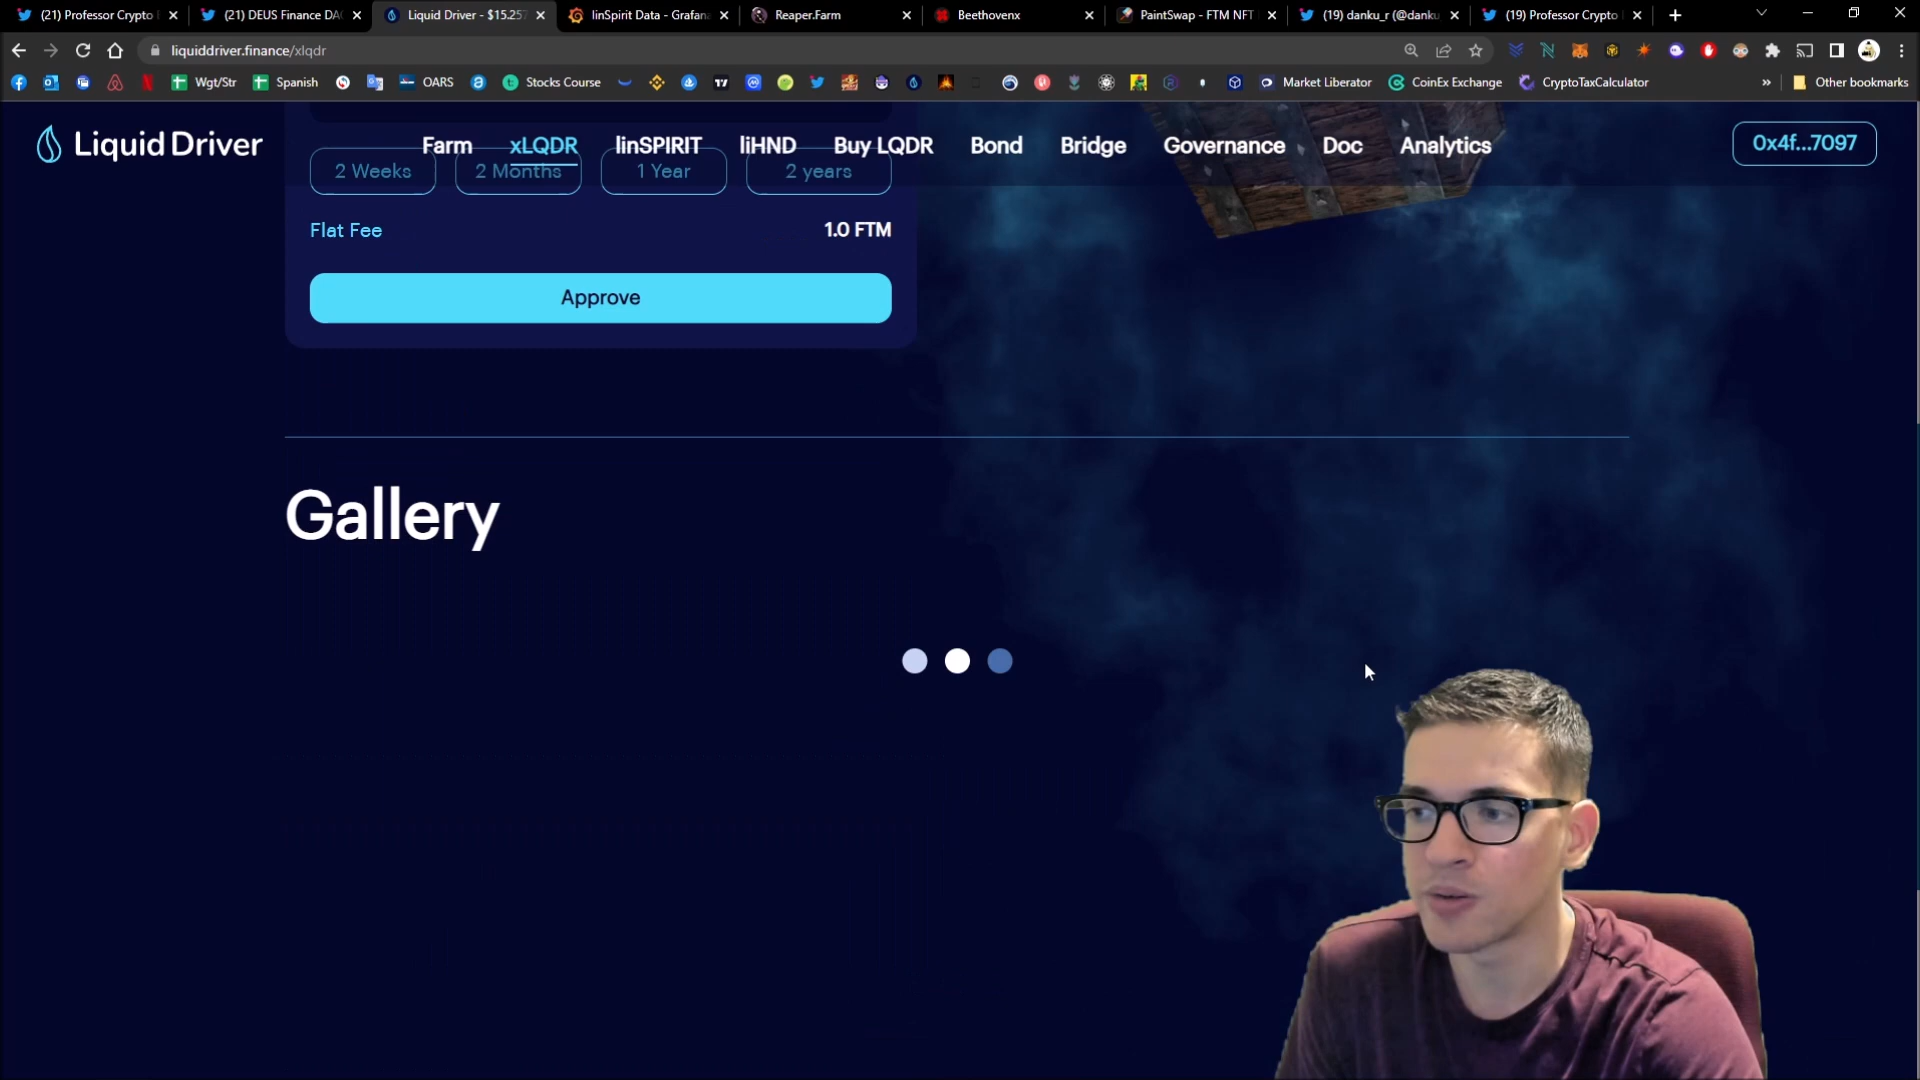 (21) Professor Crypto
(21) DEUS Finance DA
Liquid Driver - $15.257
linSpirit Data - Grafana
Reaper.Farm
Beethovenx
PaintSwap - FTM NFT
(19) danku_r (@danku
(19) Professor Crypto
liquiddriver.finance/xlqdr
Wgt/Str
Spanish
OARS
Stocks Course
Market Liberator
CoinEx Exchange
CryptoTaxCalculator
Other bookmarks
Liquid Driver
Farm
xLQDR
linSPIRIT
liHND
Buy LQDR
Bond
Bridge
Governance
Doc
Analytics
0x4f...7097
2 Weeks
2 Months
1 Year
2 years
Flat Fee
1.0 FTM
Approve
Gallery